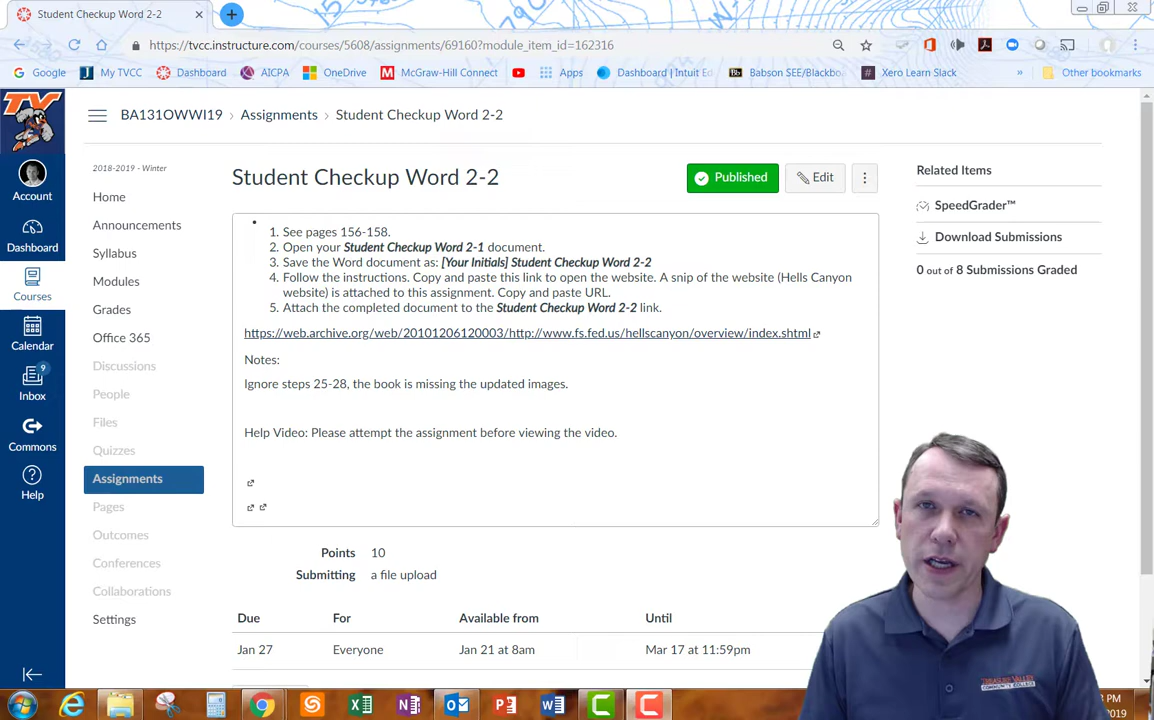 Student Checkup Word 2-2
https://tvcc.instructure.com/courses/5608/assignments/69160?module_item_id=162316
Google
My TVCC
Dashboard
AICPA
OneDrive
McGraw-Hill Connect
Apps
Dashboard | Intuit Ed
Babson SEE/Blackbo
Xero Learn Slack
»
Other bookmarks
TV
BA131OWWI19 › Assignments › Student Checkup Word 2-2
Account
Dashboard
Courses
Calendar
9
Inbox
Commons
Help
2018-2019 - Winter
Home
Announcements
Syllabus
Modules
Grades
Office 365
Discussions
People
Files
Quizzes
Assignments
Pages
Outcomes
Conferences
Collaborations
Settings
Student Checkup Word 2-2
Published
Edit
1. See pages 156-158.
2. Open your Student Checkup Word 2-1 document.
3. Save the Word document as: [Your Initials] Student Checkup Word 2-2
4. Follow the instructions. Copy and paste this link to open the website. A snip of the website (Hells Canyon
website) is attached to this assignment. Copy and paste URL.
5. Attach the completed document to the Student Checkup Word 2-2 link.
https://web.archive.org/web/20101206120003/http://www.fs.fed.us/hellscanyon/overview/index.shtml
Notes:
Ignore steps 25-28, the book is missing the updated images.
Help Video: Please attempt the assignment before viewing the video.
Points 10
Submitting a file upload
Due For Available from Until
Jan 27 Everyone Jan 21 at 8am Mar 17 at 11:59pm
Related Items
SpeedGrader™
Download Submissions
0 out of 8 Submissions Graded
TREASURE VALLEY
COMMUNITY COLLEGE